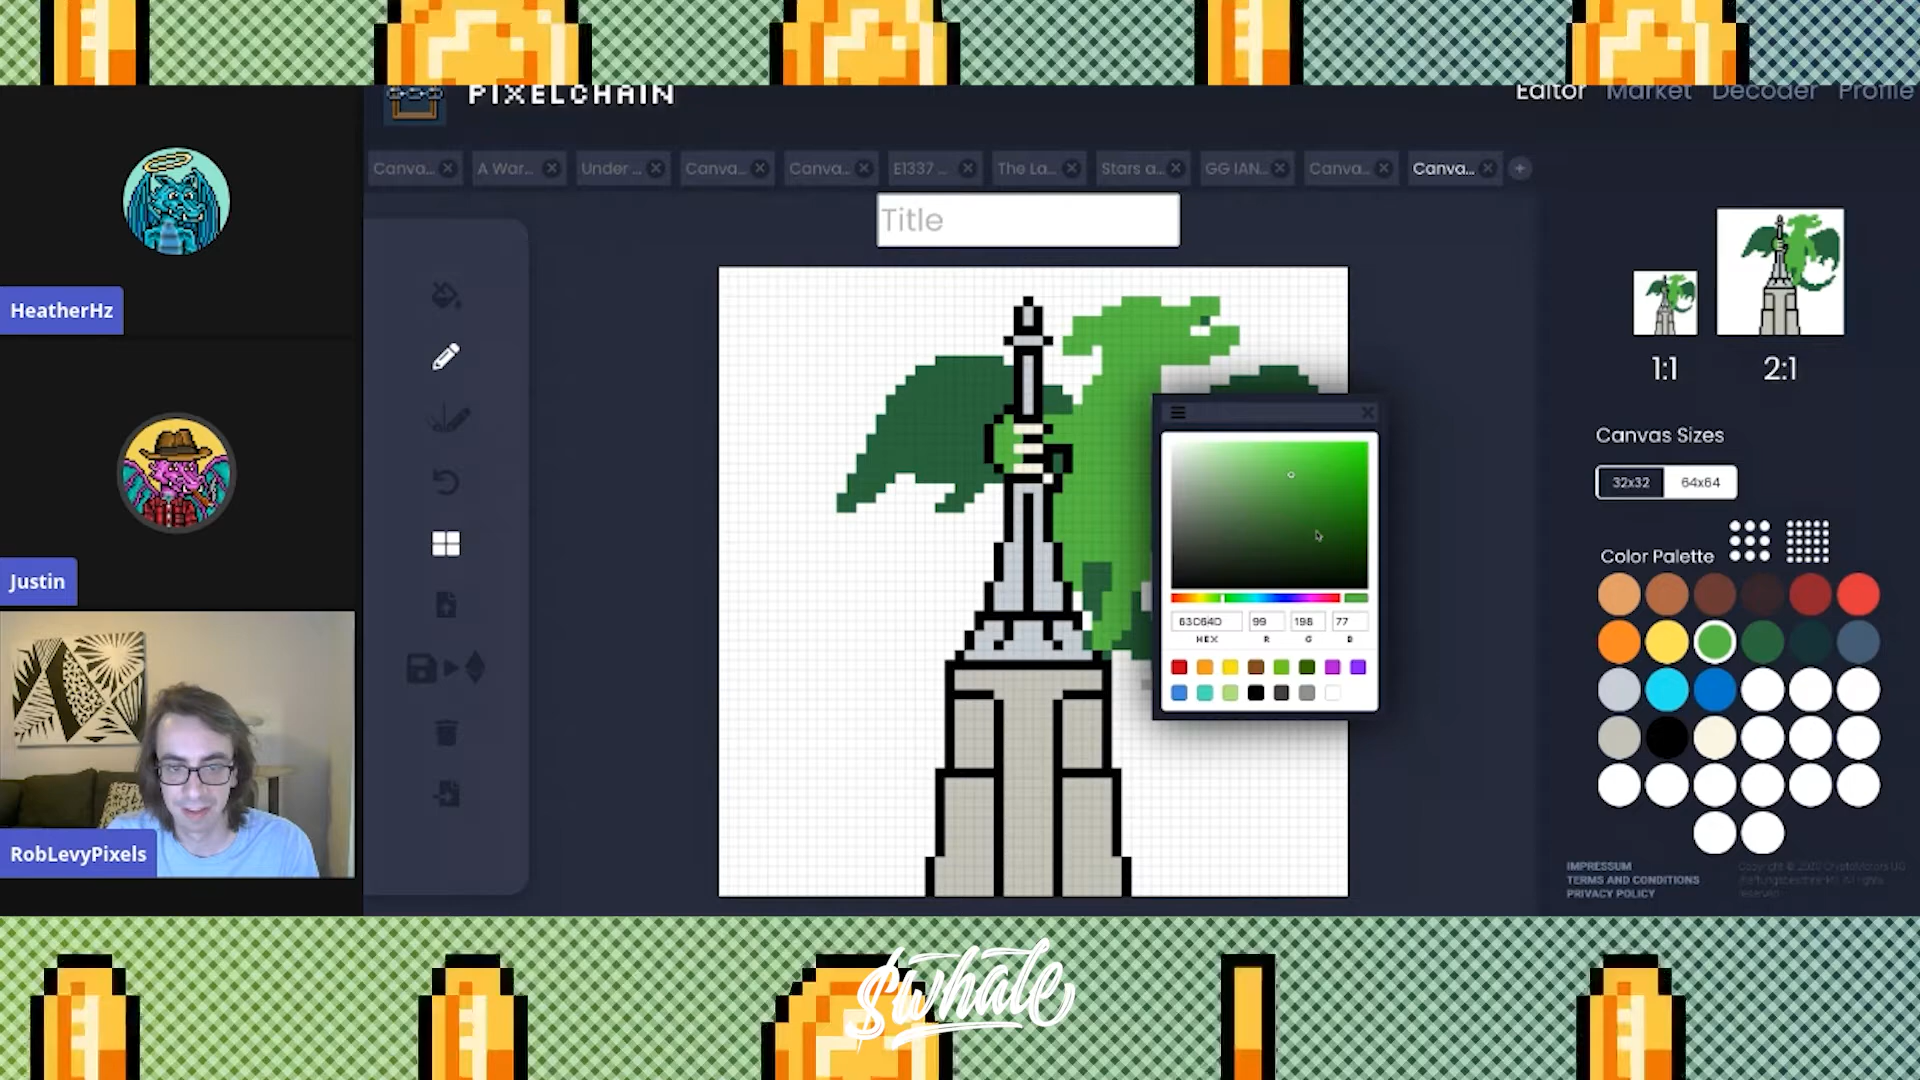 PIXELCHAIN
Editor Market Decoder Profile
Canva... A War... Under ... Canva... Canva... E1337 ... The La... Stars a... GG IAN... Canva... Canva... +
Title
HeatherHz
Justin
RobLevyPixels
1:1 2:1
Canvas Sizes
32x32 64x64
Color Palette
63C64D 99 198 77
HEX R G B
IMPRESSUM
TERMS AND CONDITIONS
PRIVACY POLICY
$whale